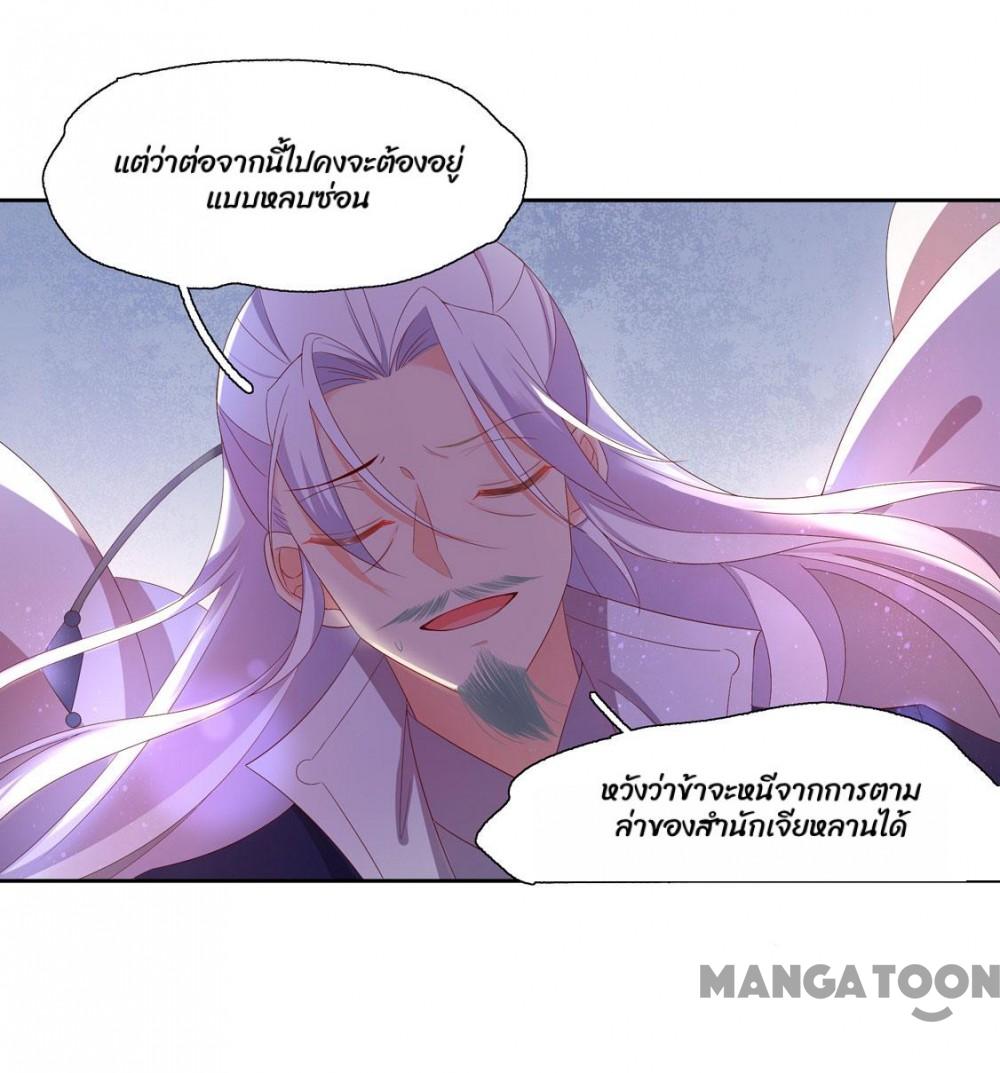 แต่ว่าต่อจากนี้ไปคงจะต้องอยู่
แบบหลบซ่อน
หวังว่าข้าจะหนีจากการตาม
ล่าของสำนักเจียหลานได้
MANGATOON